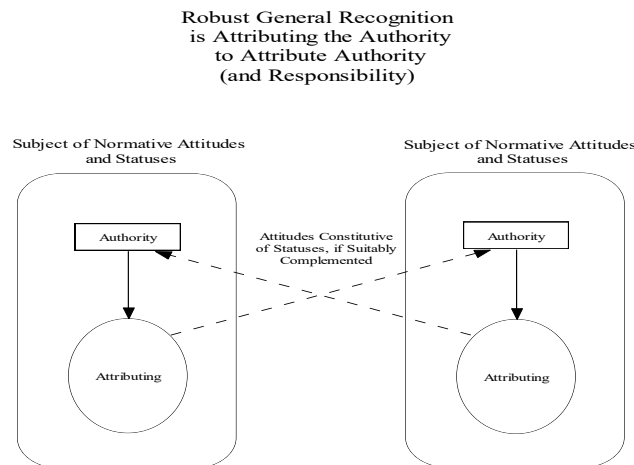 Robust General Recognition
is Attributing the Authority
to Attribute Authority
(and Responsibility)
Subject of Normative Attitudes
and Statuses
Subject of Normative Attitudes
and Statuses
Authority
Attitudes Constitutive
of Statuses, if Suitably
Complemented
Authority
Attributing
Attributing